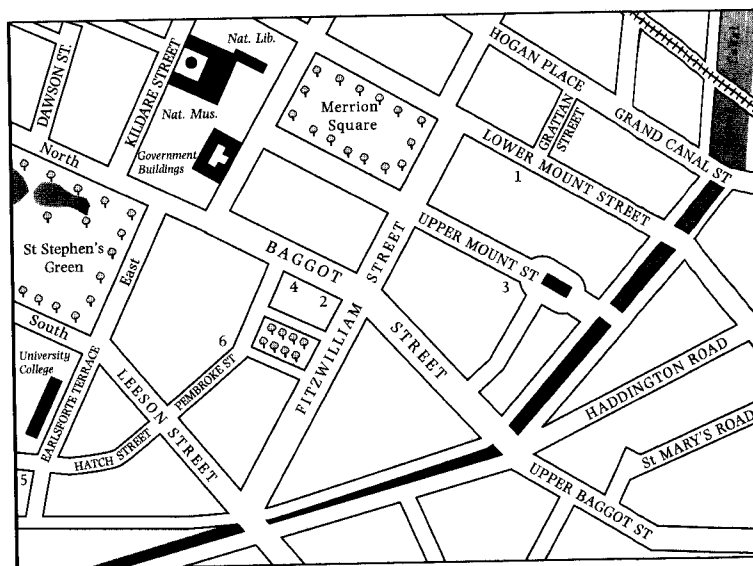 DAWSON ST.
KILDARE STREET
Nat. Lib.
Nat. Mus.
Government
Buildings
Merrion
Square
HOGAN PLACE
GRATTAN
STREET
GRAND CANAL ST
LOWER MOUNT STREET
1
North
St Stephen's
Green
East
South
BAGGOT
STREET
UPPER MOUNT ST
3
4
2
6
FITZWILLIAM STREET
University
College
EARLSFORTE TERRACE
LEESON STREET
PEMBROKE ST
HATCH STREET
5
HADDINGTON ROAD
St MARY'S ROAD
UPPER BAGGOT ST